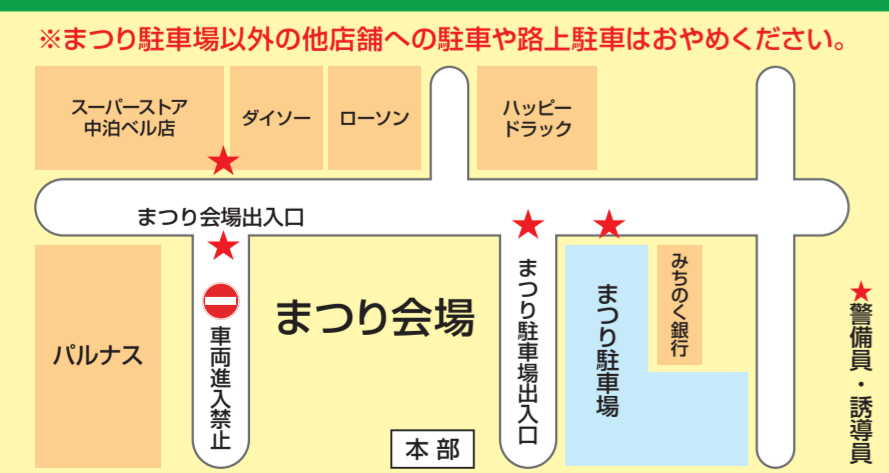 ※まつり駐車場以外の他店舗への駐車や路上駐車はおやめください。
スーパーストア
中泊ベル店
ダイソー
ローソン
ハッピー
ドラック
まつり会場出入口
パルナス
車両進入禁止
まつり会場
本部
まつり駐車場出入口
まつり駐車場
みちのく銀行
★警備員・誘導員